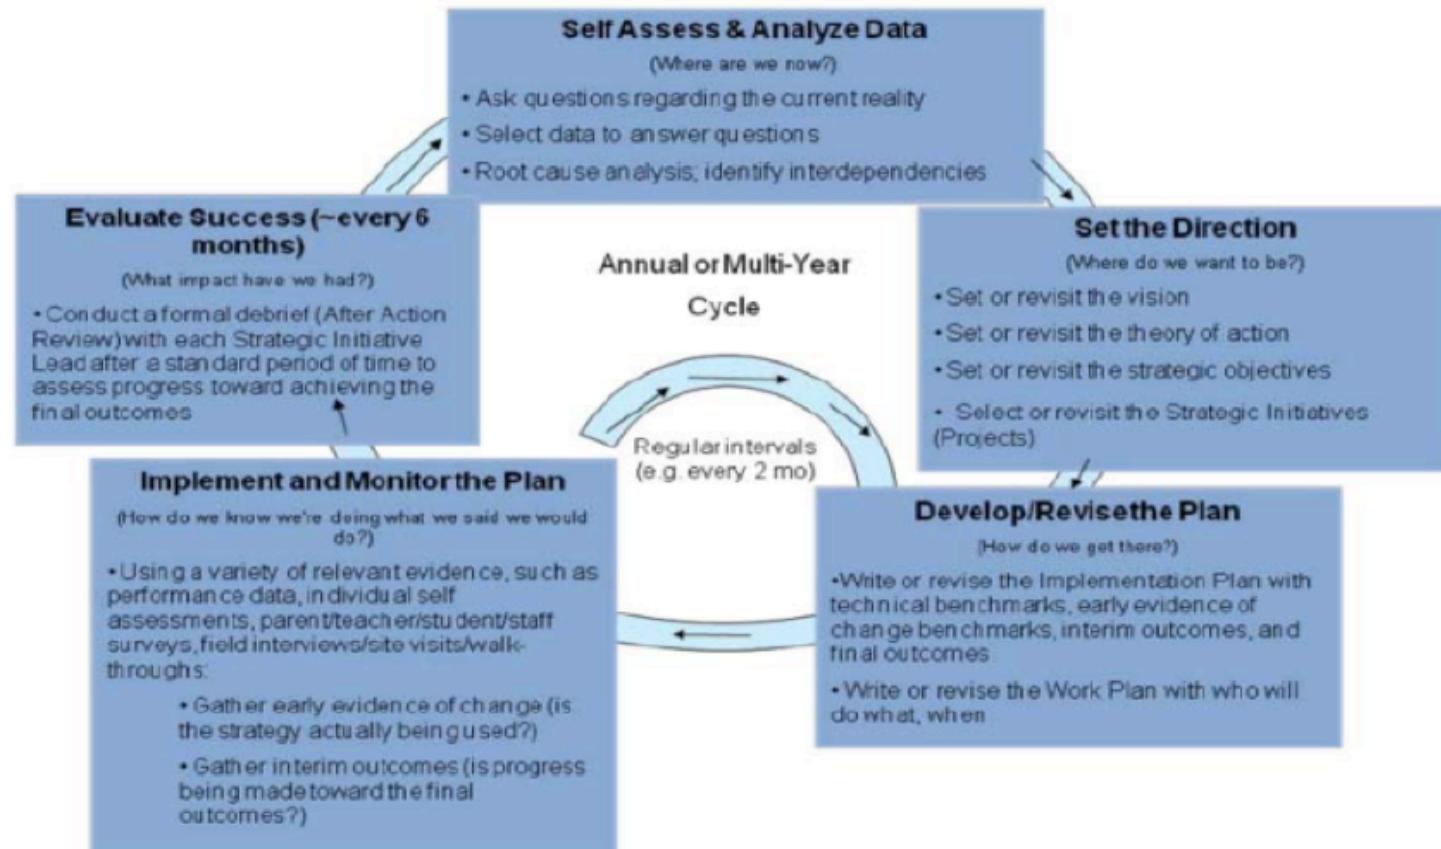 Self Assess & Analyze Data
(Where are we now?)
• Ask questions regarding the current reality
• Select data to answer questions
• Root cause analysis; identify interdependencies
Evaluate Success (~every 6
months)
(What impact have we had?)
• Conduct a formal debrief (After Action
Review) with each Strategic Initiative
Lead after a standard period of time to
assess progress toward achieving the
final outcomes
Annual or Multi-Year
Cycle
Set the Direction
(Where do we want to be?)
• Set or revisit the vision
• Set or revisit the theory of action
• Set or revisit the strategic objectives
• Select or revisit the Strategic Initiatives
(Projects)
Regular intervals
(e.g. every 2 mo)
Implement and Monitor the Plan
(How do we know we're doing what we said we would
do?)
• Using a variety of relevant evidence, such as
performance data, individual self
assessments, parent/teacher/student/staff
surveys, field interviews/site visits/walk-
throughs:
• Gather early evidence of change (is
the strategy actually being used?)
• Gather interim outcomes (is progress
being made toward the final
outcomes?)
Develop/Revise the Plan
(How do we get there?)
• Write or revise the Implementation Plan with
technical benchmarks, early evidence of
change benchmarks, interim outcomes, and
final outcomes
• Write or revise the Work Plan with who will
do what, when